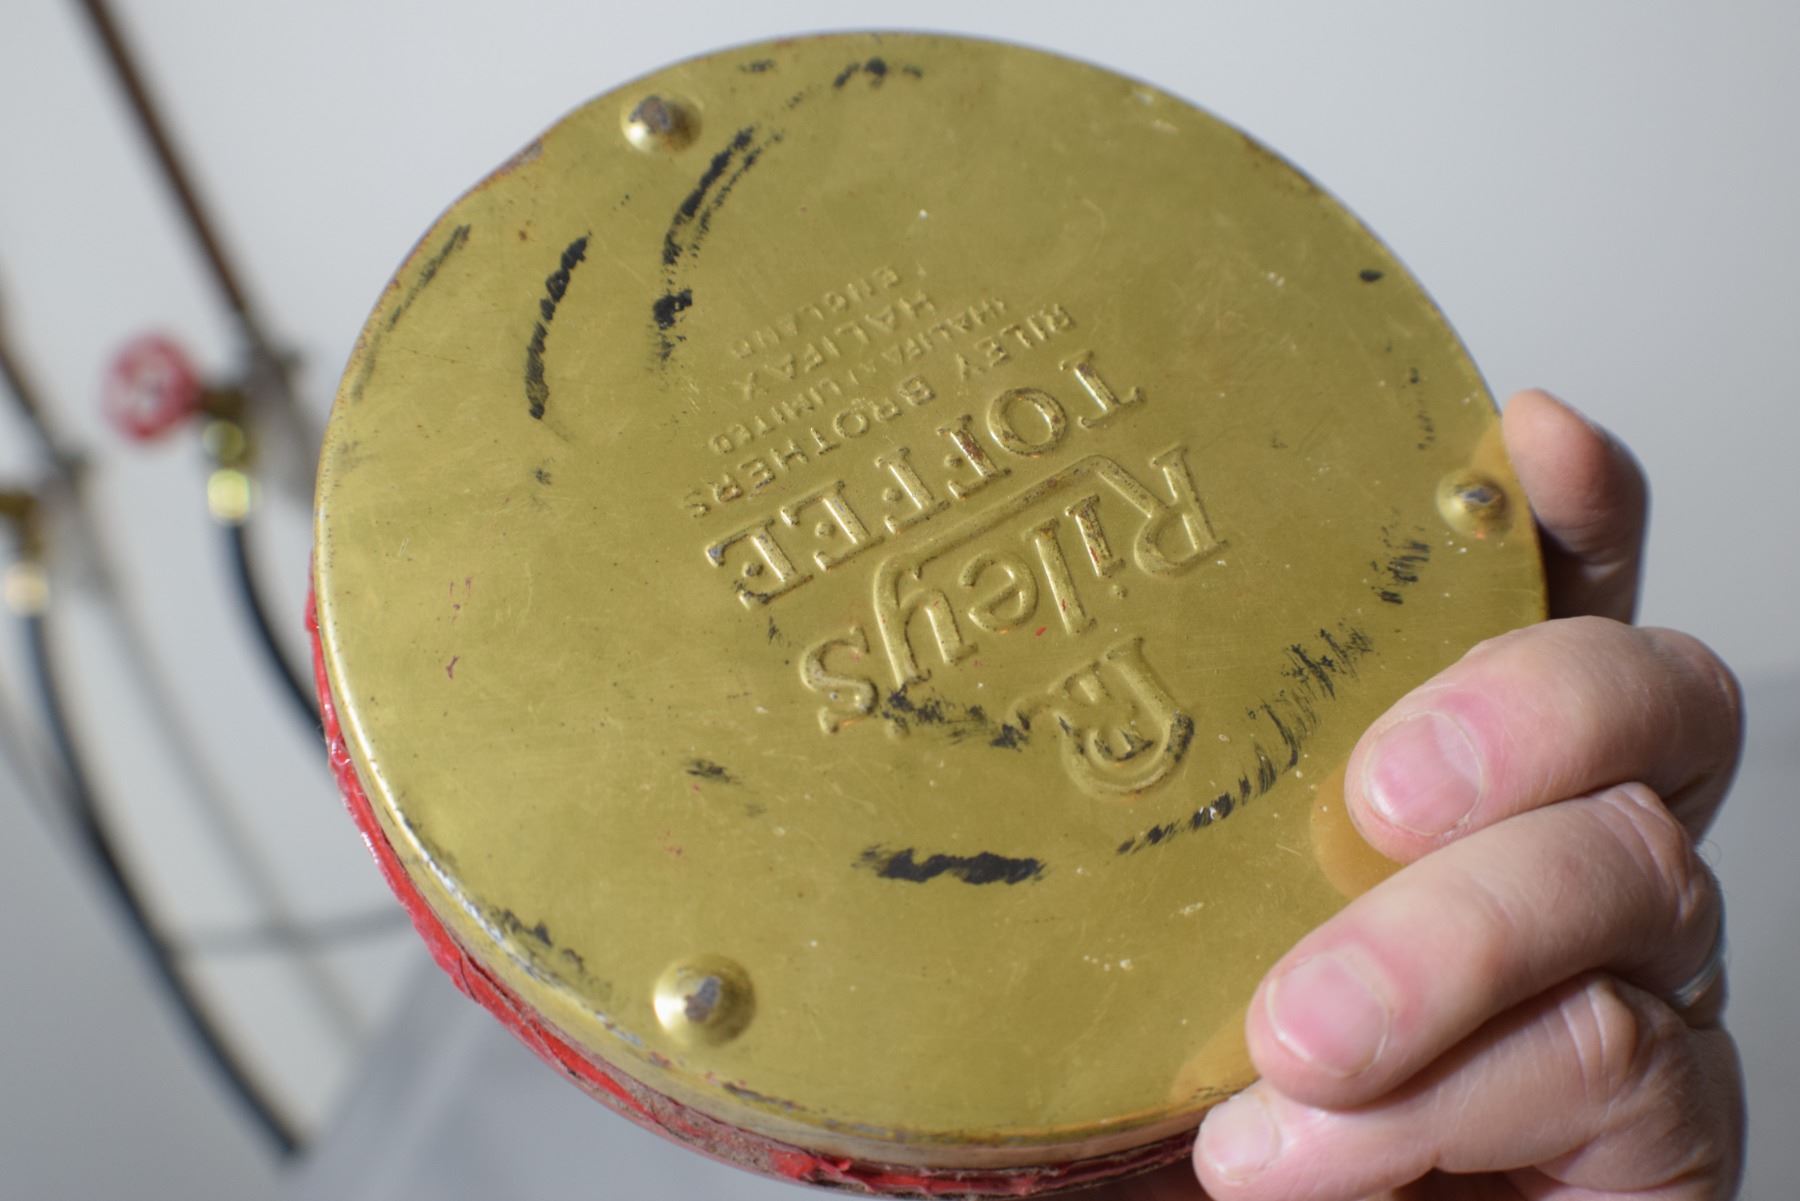 R
Rileys
TOFFEE
RILEY BROTHERS
(HALIFAX) LIMITED
HALIFAX
ENGLAND